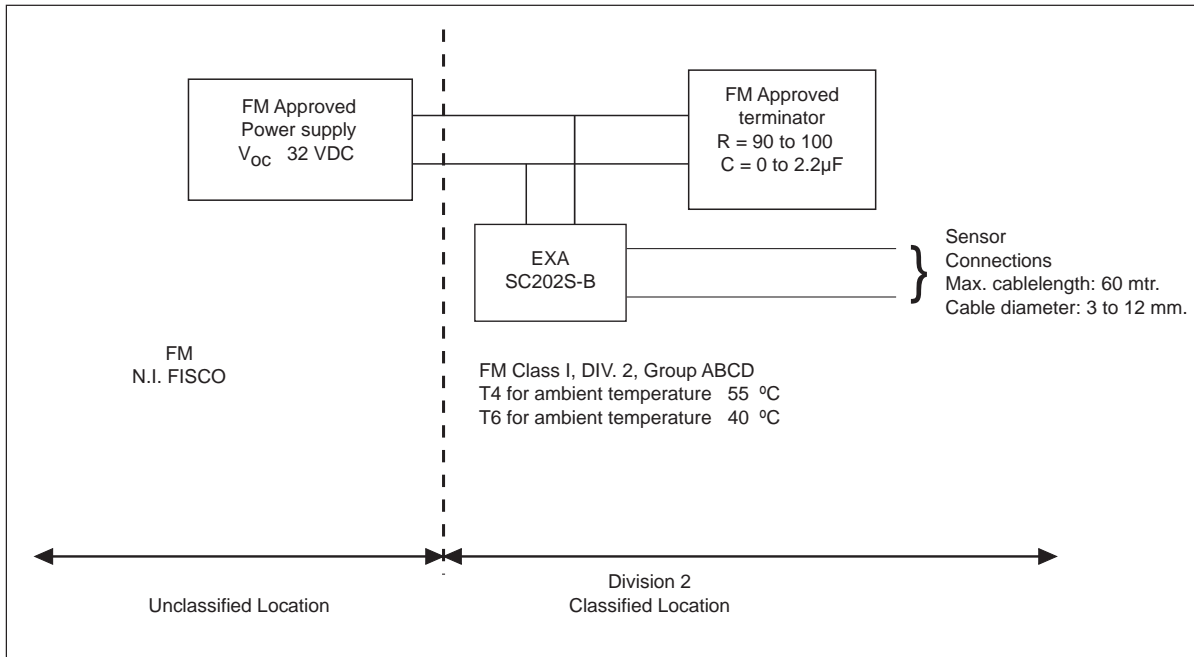 FM Approved
Power supply
VOC 32 VDC
FM Approved
terminator
R = 90 to 100
C = 0 to 2.2µF
EXA
SC202S-B
}
Sensor
Connections
Max. cablelength: 60 mtr.
Cable diameter: 3 to 12 mm.
FM
N.I. FISCO
FM Class I, DIV. 2, Group ABCD
T4 for ambient temperature 55 ºC
T6 for ambient temperature 40 ºC
Unclassified Location
Division 2
Classified Location